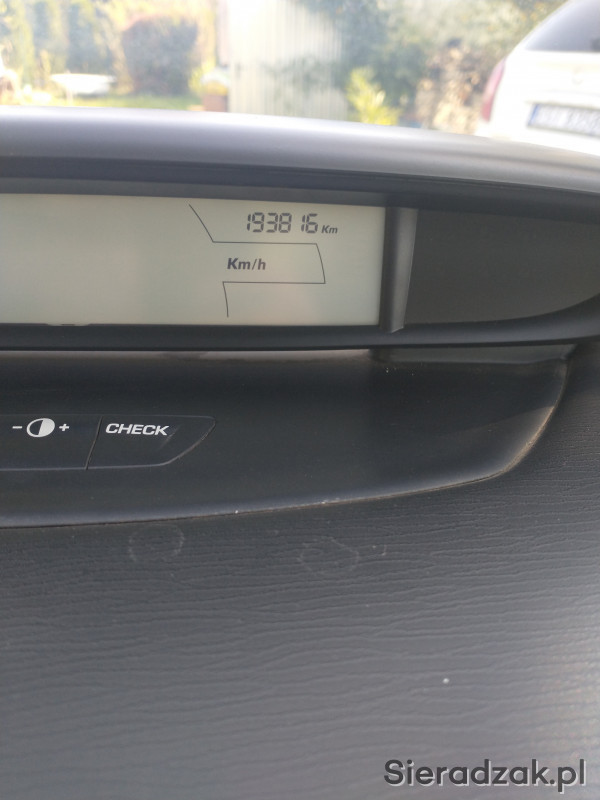 193816 Km
Km/h
- +
CHECK
Sieradzak.pl